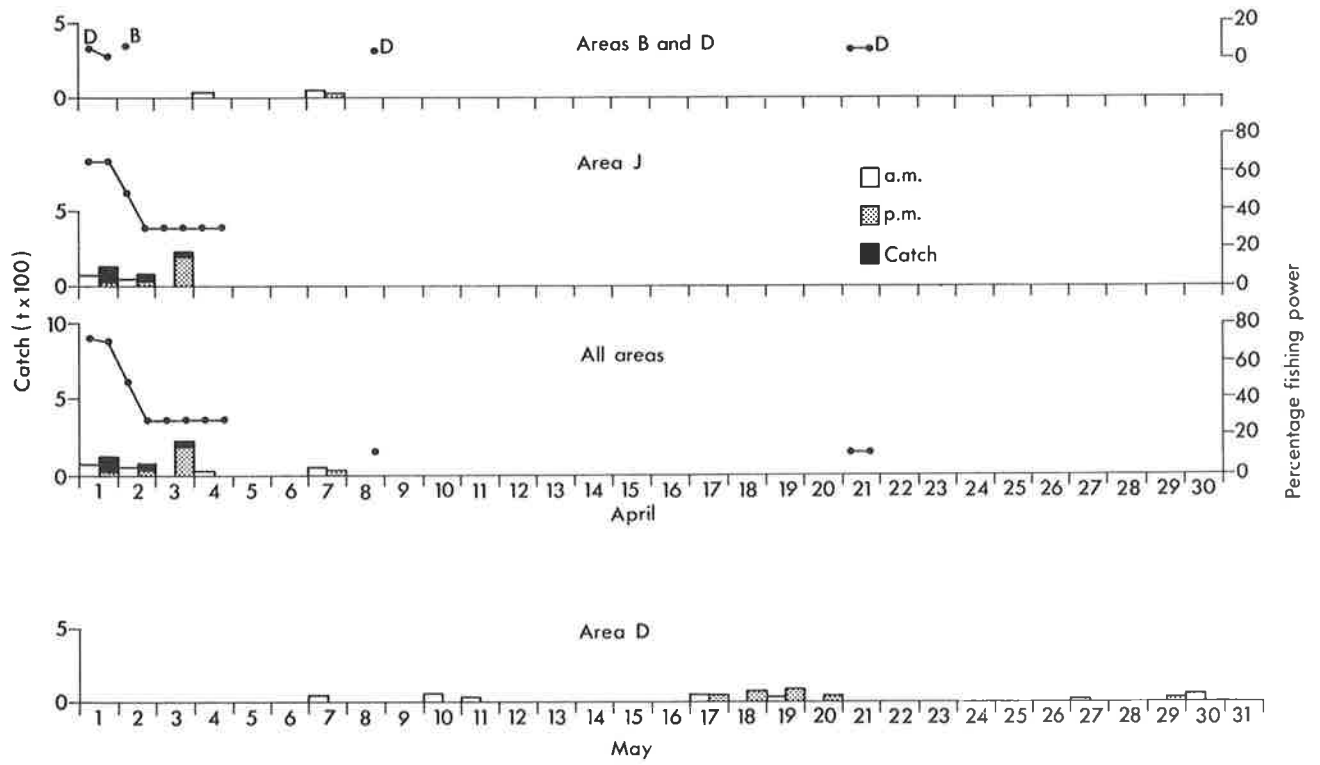 5
D
B
D
Areas B and D
D
20
0
0
Area J
80
60
40
20
0
5
0
a.m.
p.m.
Catch
Catch (t x 100)
Percentage fishing power
10
5
0
All areas
80
60
40
20
0
1 2 3 4 5 6 7 8 9 10 11 12 13 14 15 16 17 18 19 20 21 22 23 24 25 26 27 28 29 30
April
5
0
Area D
1 2 3 4 5 6 7 8 9 10 11 12 13 14 15 16 17 18 19 20 21 22 23 24 25 26 27 28 29 30 31
May